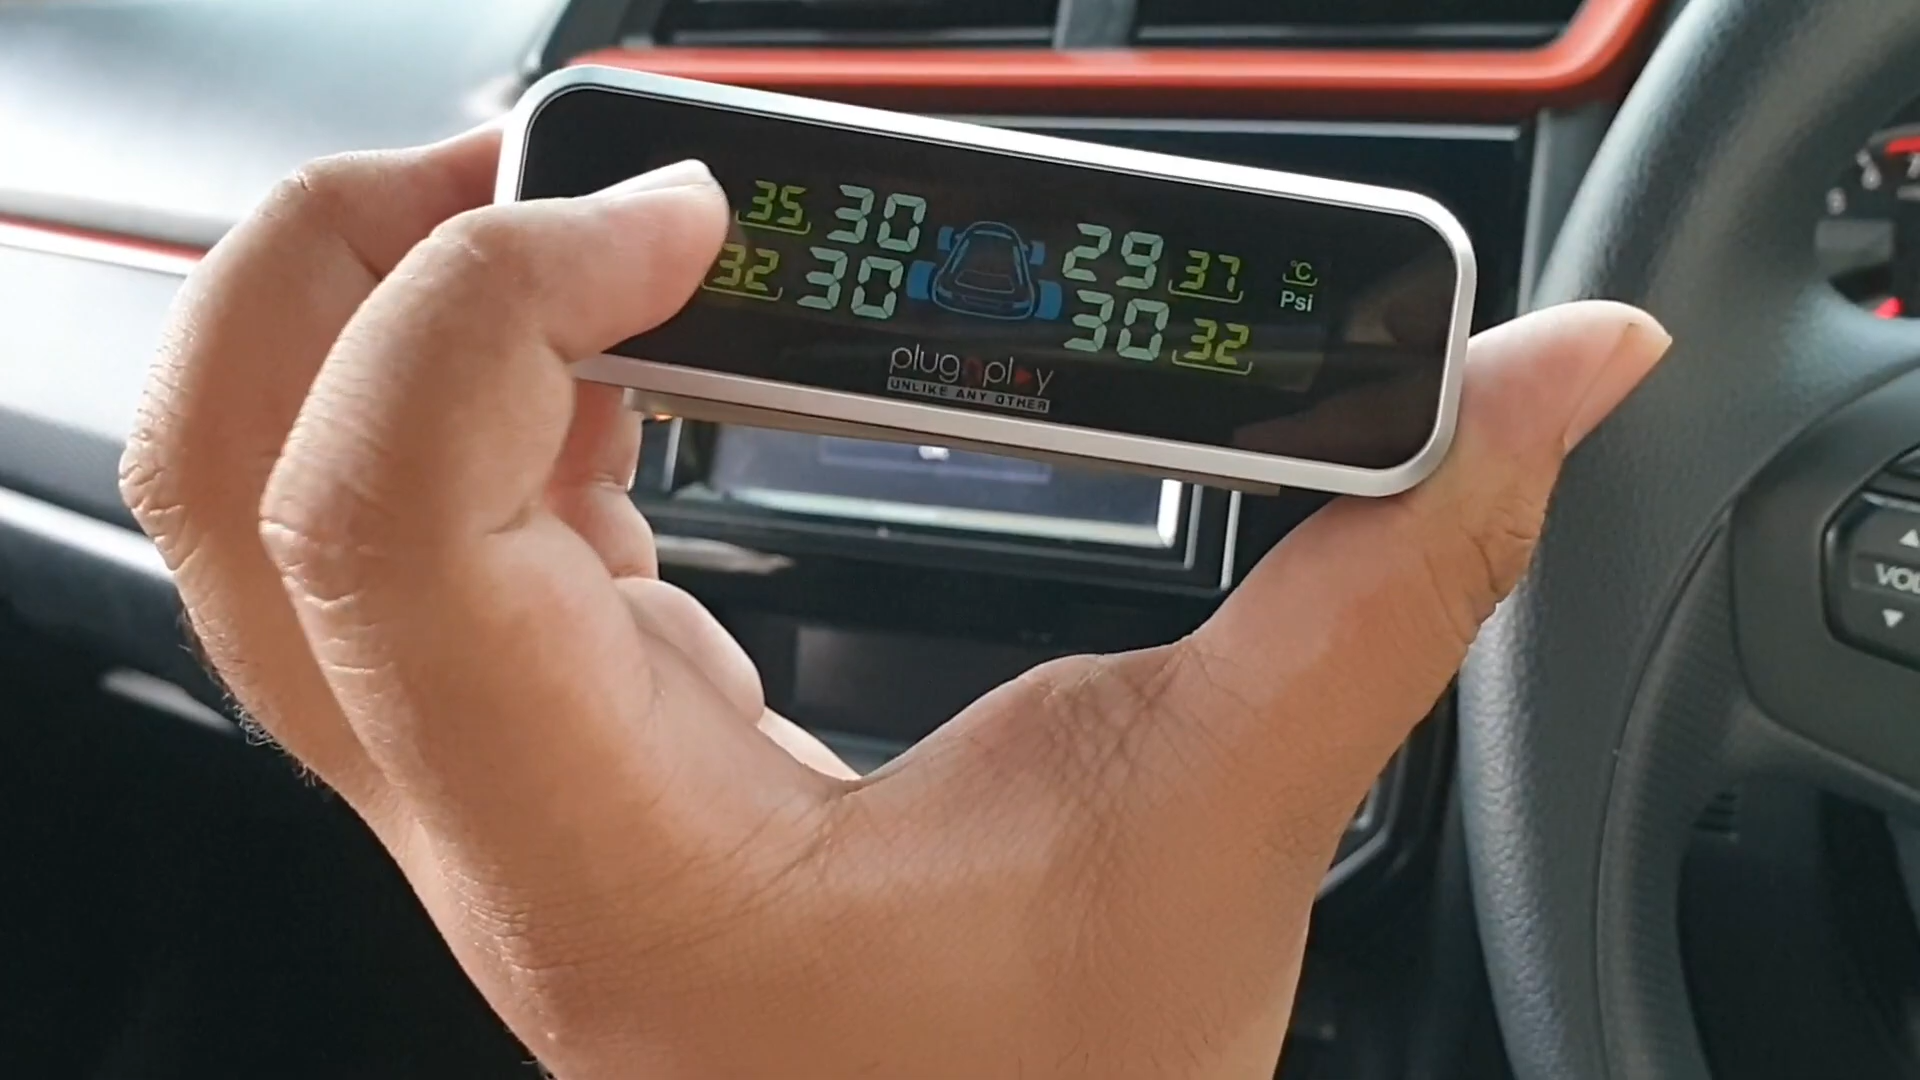 35 30 29 37 °C
32 30 30 32 Psi
plugnplay
UNLIKE ANY OTHER
VOL